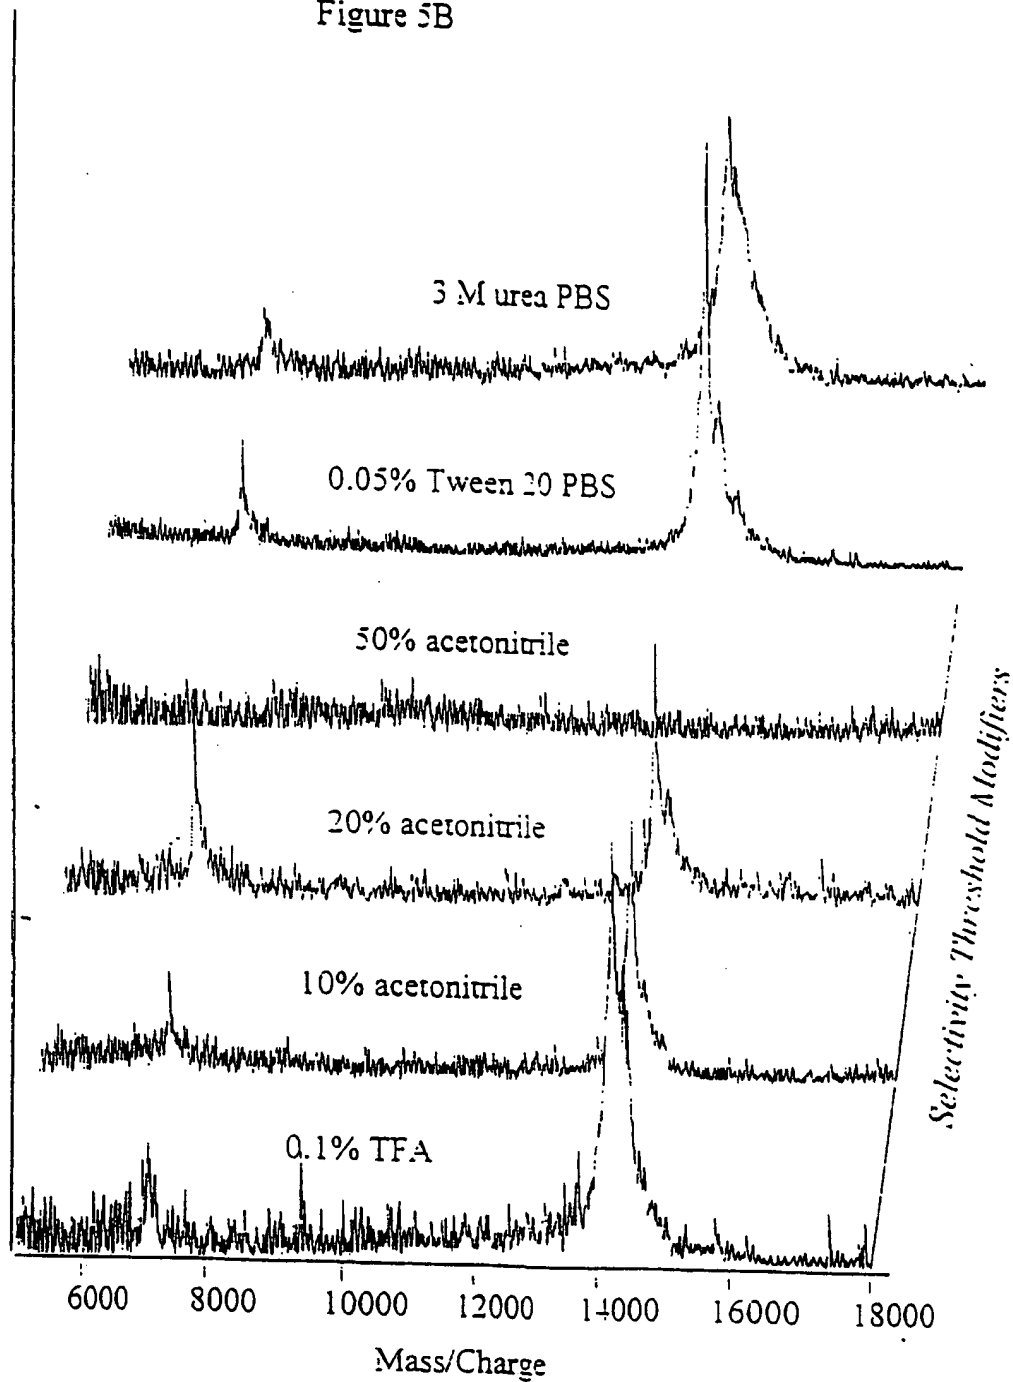 Figure 5B
3 M urea PBS
0.05% Tween 20 PBS
50% acetonitrile
20% acetonitrile
10% acetonitrile
0.1% TFA
Selectivity Threshold Modifiers
6000 8000 10000 12000 14000 16000 18000
Mass/Charge